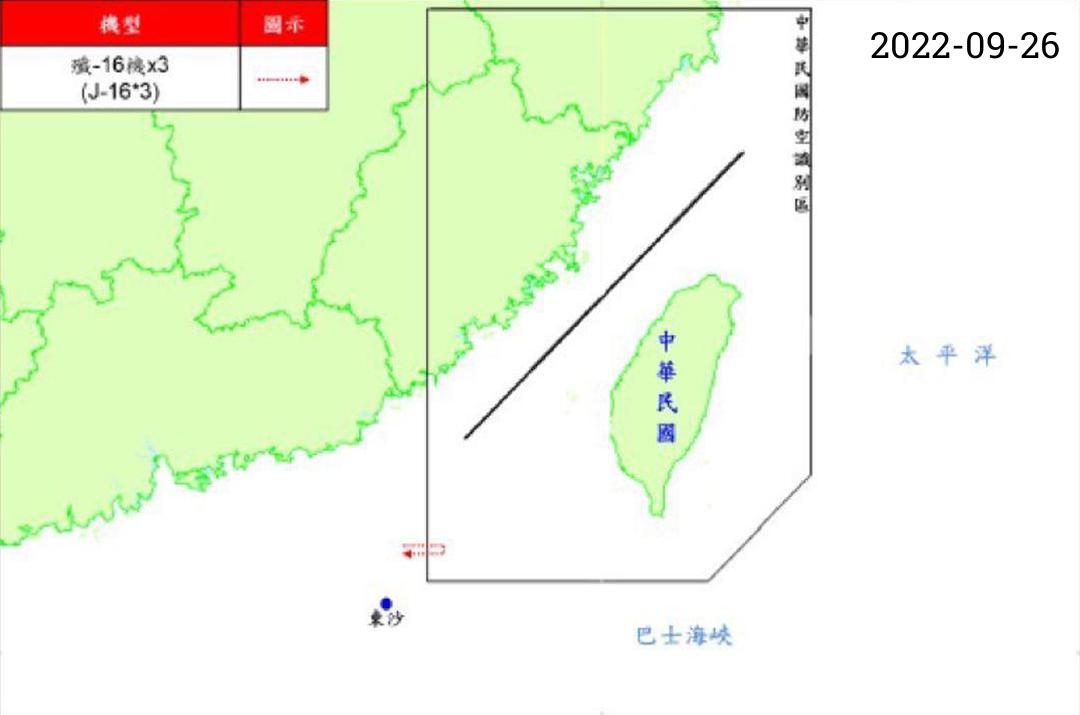 機型
圖示
殲-16機x3
(J-16*3)
2022-09-26
中華民國防空識別區
中華民國
太平洋
東沙
巴士海峽